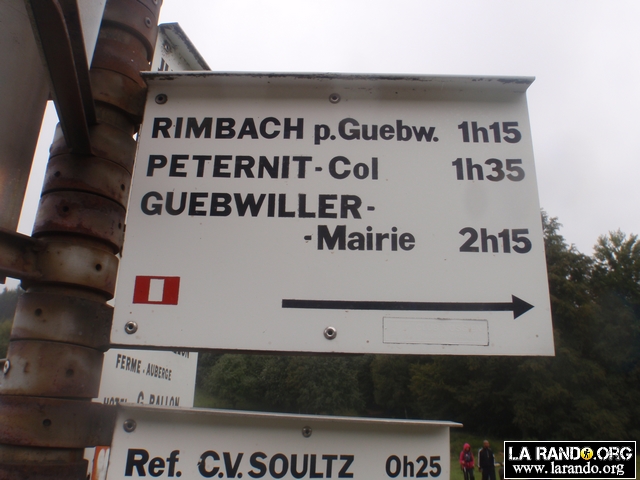 RIMBACH p.Guebw. 1h15
PETERNIT-Col 1h35
GUEBWILLER-
-Mairie 2h15
FERME-AUBERGE
Ref. C.V. SOULTZ 0h25
LA RANDO.ORG
www.larando.org